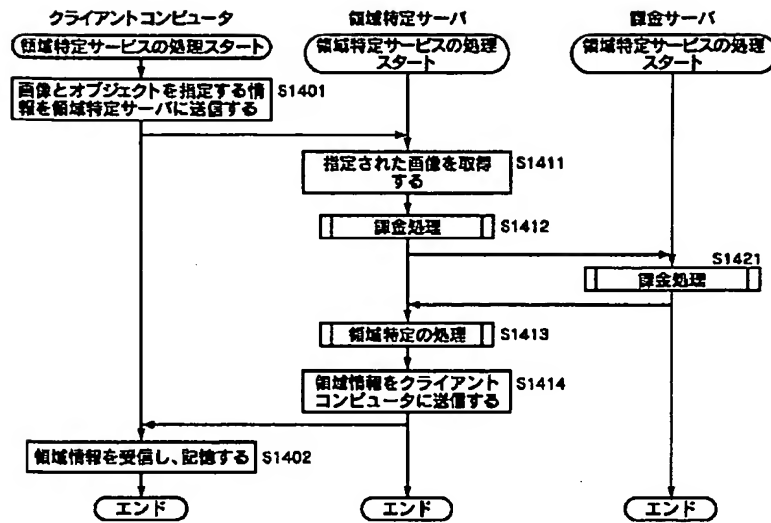 クライアントコンピュータ
領域特定サーバ
課金サーバ
領域特定サービスの処理スタート
領域特定サービスの処理
スタート
領域特定サービスの処理
スタート
画像とオブジェクトを指定する情
報を領域特定サーバに送信する
S1401
指定された画像を取得
する
S1411
課金処理
S1412
S1421
課金処理
領域特定の処理
S1413
領域情報をクライアント
コンピュータに送信する
S1414
領域情報を受信し、記憶する
S1402
エンド
エンド
エンド